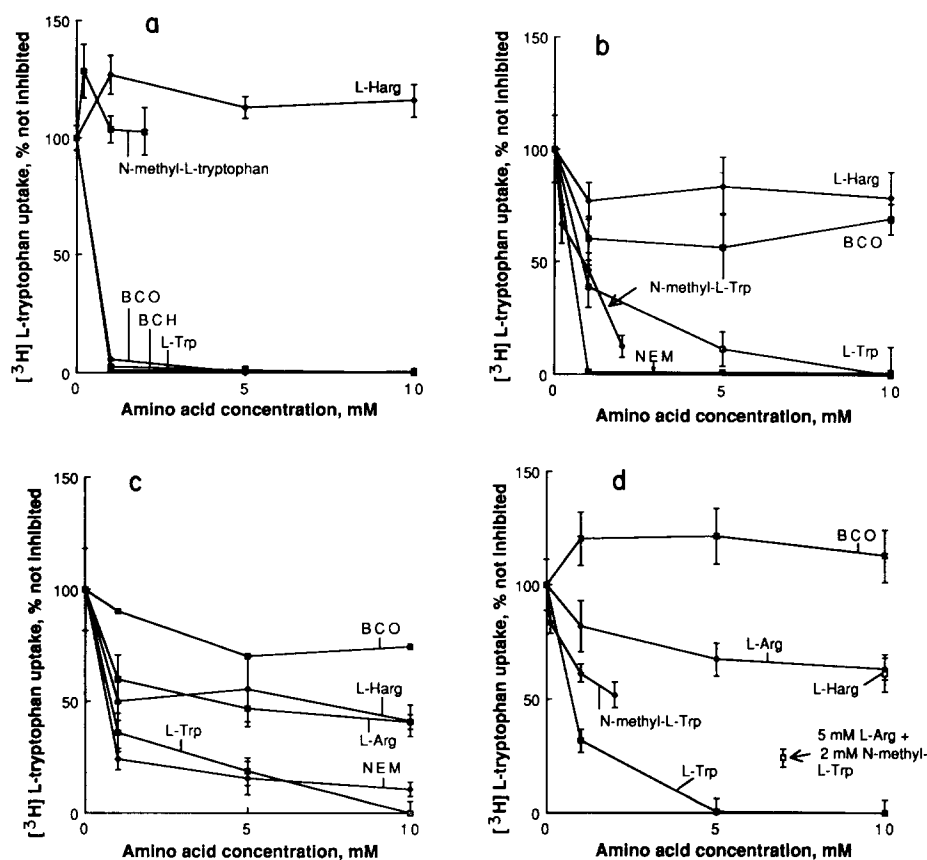 a
[³H] L-tryptophan uptake, % not inhibited
150
100
50
0
L-Harg
N-methyl-L-tryptophan
BCO
BCH
L-Trp
0
5
10
Amino acid concentration, mM
b
[³H] L-tryptophan uptake, % not inhibited
150
100
50
0
L-Harg
BCO
N-methyl-L-Trp
NEM
L-Trp
0
5
10
Amino acid concentration, mM
c
[³H] L-tryptophan uptake, % not inhibited
150
100
50
0
BCO
L-Harg
L-Arg
L-Trp
NEM
0
5
10
Amino acid concentration, mM
d
[³H] L-tryptophan uptake, % not inhibited
150
100
50
0
BCO
L-Arg
L-Harg
N-methyl-L-Trp
5 mM L-Arg +
2 mM N-methyl-
L-Trp
L-Trp
0
5
10
Amino acid concentration, mM